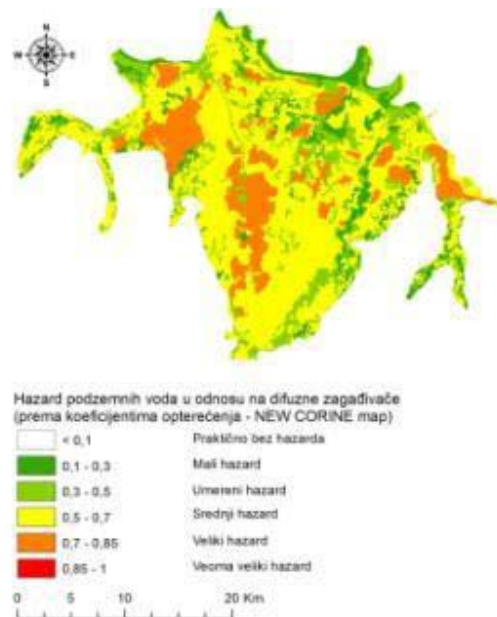 N
W E
S
Hazard podzemnih voda u odnosu na difuzne zagađivače
(prema koeficijentima opterećenja - NEW CORINE map)
< 0,1 Praktično bez hazarda
0,1 - 0,3 Mali hazard
0,3 - 0,5 Umereni hazard
0,5 - 0,7 Srednji hazard
0,7 - 0,85 Veliki hazard
0,85 - 1 Veoma veliki hazard
0 5 10 20 Km